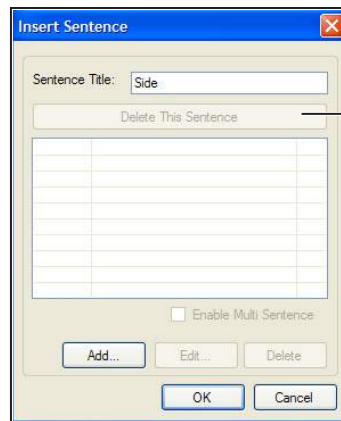 Insert Sentence
Sentence Title: Side
Delete This Sentence
Enable Multi Sentence
Add... Edit... Delete
OK Cancel